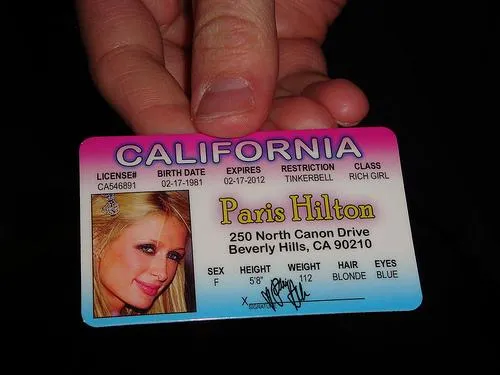 CALIFORNIA
LICENSE# BIRTH DATE EXPIRES RESTRICTION CLASS
CA546891 02-17-1981 02-17-2012 TINKERBELL RICH GIRL
Paris Hilton
250 North Canon Drive
Beverly Hills, CA 90210
SEX HEIGHT WEIGHT HAIR EYES
F 5'8" 112 BLONDE BLUE
X
SIGNATURE